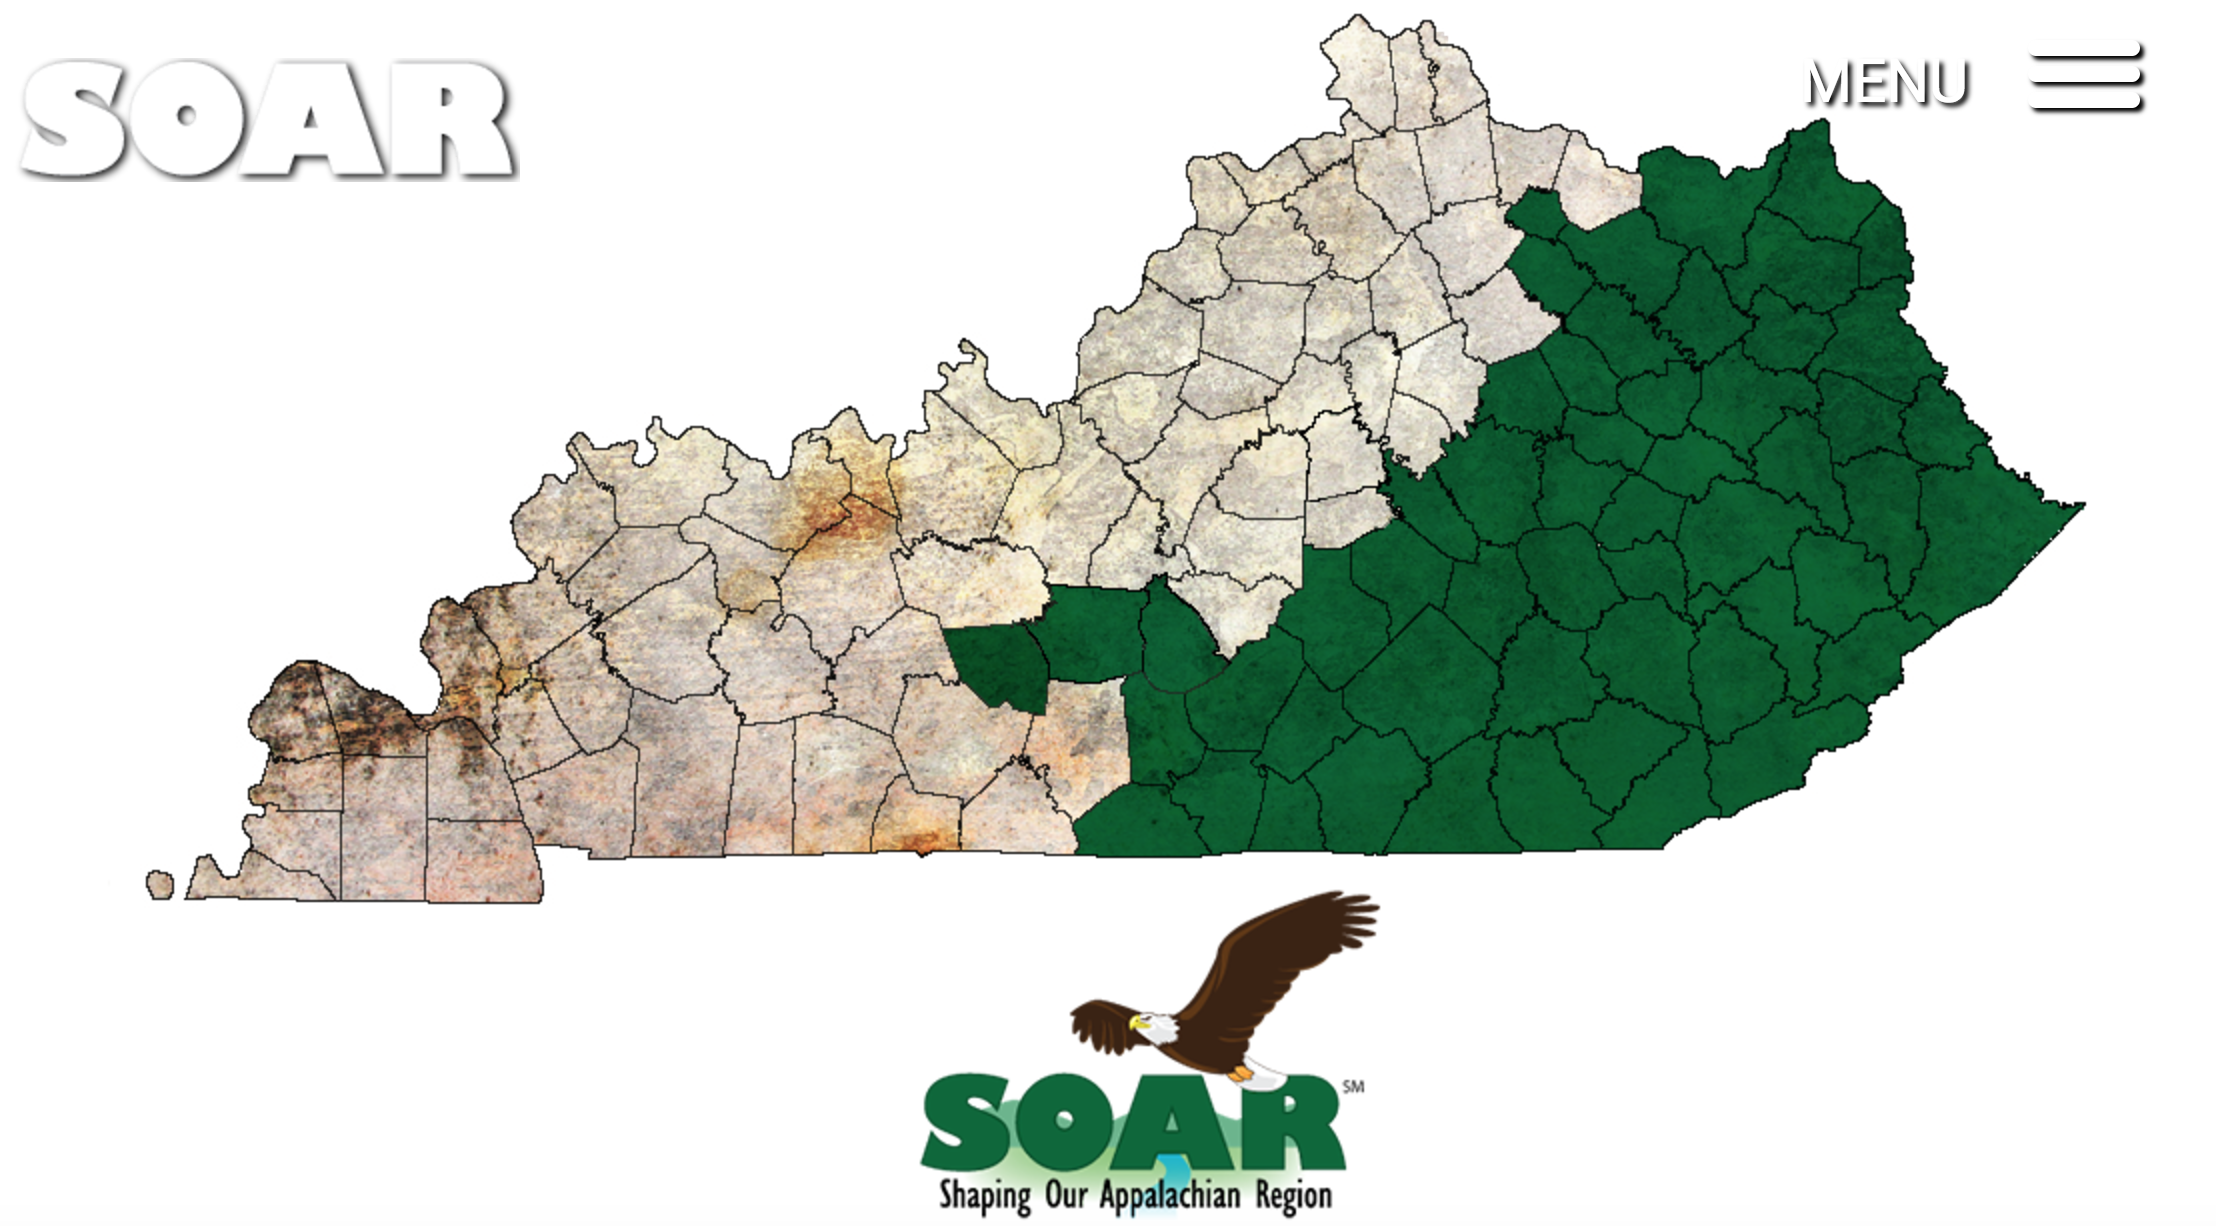 SOAR
MENU
SOAR SM
Shaping Our Appalachian Region